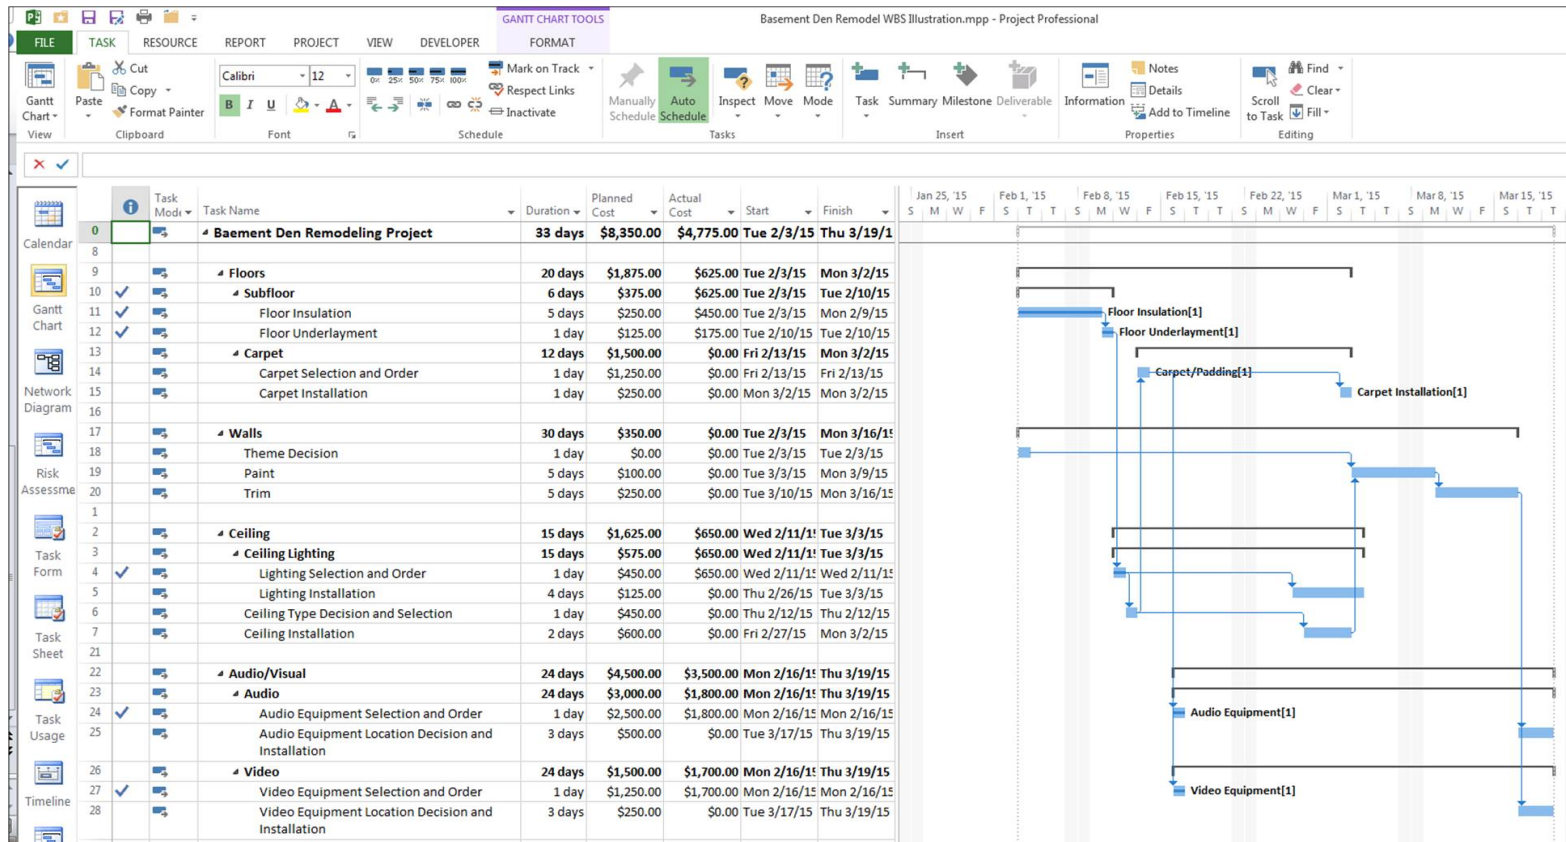 GANTT CHART TOOLS
Basement Den Remodel WBS Illustration.mpp - Project Professional
FILE TASK RESOURCE REPORT PROJECT VIEW DEVELOPER FORMAT
Gantt Chart
View
Paste
Cut
Copy
Format Painter
Clipboard
Calibri 12
B I U A
Font
0% 25% 50% 75% 100%
Mark on Track
Respect Links
Inactivate
Schedule
Manually Schedule
Auto Schedule
Inspect Move Mode
Tasks
Task Summary Milestone Deliverable
Insert
Information
Notes
Details
Add to Timeline
Properties
Scroll to Task
Find
Clear
Fill
Editing
Calendar
Gantt Chart
Network Diagram
Risk Assessme
Task Form
Task Sheet
Task Usage
Timeline
Task Mode Task Name Duration Planned Cost Actual Cost Start Finish
0 Baement Den Remodeling Project 33 days $8,350.00 $4,775.00 Tue 2/3/15 Thu 3/19/1
8
9 Floors 20 days $1,875.00 $625.00 Tue 2/3/15 Mon 3/2/15
10 Subfloor 6 days $375.00 $625.00 Tue 2/3/15 Tue 2/10/15
11 Floor Insulation 5 days $250.00 $450.00 Tue 2/3/15 Mon 2/9/15
12 Floor Underlayment 1 day $125.00 $175.00 Tue 2/10/15 Tue 2/10/15
13 Carpet 12 days $1,500.00 $0.00 Fri 2/13/15 Mon 3/2/15
14 Carpet Selection and Order 1 day $1,250.00 $0.00 Fri 2/13/15 Fri 2/13/15
15 Carpet Installation 1 day $250.00 $0.00 Mon 3/2/15 Mon 3/2/15
16
17 Walls 30 days $350.00 $0.00 Tue 2/3/15 Mon 3/16/15
18 Theme Decision 1 day $0.00 $0.00 Tue 2/3/15 Tue 2/3/15
19 Paint 5 days $100.00 $0.00 Tue 3/3/15 Mon 3/9/15
20 Trim 5 days $250.00 $0.00 Tue 3/10/15 Mon 3/16/15
1
2 Ceiling 15 days $1,625.00 $650.00 Wed 2/11/15 Tue 3/3/15
3 Ceiling Lighting 15 days $575.00 $650.00 Wed 2/11/15 Tue 3/3/15
4 Lighting Selection and Order 1 day $450.00 $650.00 Wed 2/11/15 Wed 2/11/15
5 Lighting Installation 4 days $125.00 $0.00 Thu 2/26/15 Tue 3/3/15
6 Ceiling Type Decision and Selection 1 day $450.00 $0.00 Thu 2/12/15 Thu 2/12/15
7 Ceiling Installation 2 days $600.00 $0.00 Fri 2/27/15 Mon 3/2/15
21
22 Audio/Visual 24 days $4,500.00 $3,500.00 Mon 2/16/15 Thu 3/19/15
23 Audio 24 days $3,000.00 $1,800.00 Mon 2/16/15 Thu 3/19/15
24 Audio Equipment Selection and Order 1 day $2,500.00 $1,800.00 Mon 2/16/15 Mon 2/16/15
25 Audio Equipment Location Decision and 3 days $500.00 $0.00 Tue 3/17/15 Thu 3/19/15
Installation
26 Video 24 days $1,500.00 $1,700.00 Mon 2/16/15 Thu 3/19/15
27 Video Equipment Selection and Order 1 day $1,250.00 $1,700.00 Mon 2/16/15 Mon 2/16/15
28 Video Equipment Location Decision and 3 days $250.00 $0.00 Tue 3/17/15 Thu 3/19/15
Installation
Jan 25, '15 Feb 1, '15 Feb 8, '15 Feb 15, '15 Feb 22, '15 Mar 1, '15 Mar 8, '15 Mar 15, '15
S M W F S T T S M W F S T T S M W F S T T S M W F S T T
Floor Insulation[1]
Floor Underlayment[1]
Carpet/Padding[1]
Carpet Installation[1]
Audio Equipment[1]
Video Equipment[1]